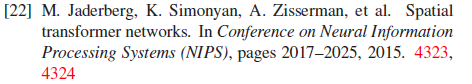 [22] M. Jaderberg, K. Simonyan, A. Zisserman, et al. Spatial
transformer networks. In Conference on Neural Information
Processing Systems (NIPS), pages 2017–2025, 2015. 4323,
4324